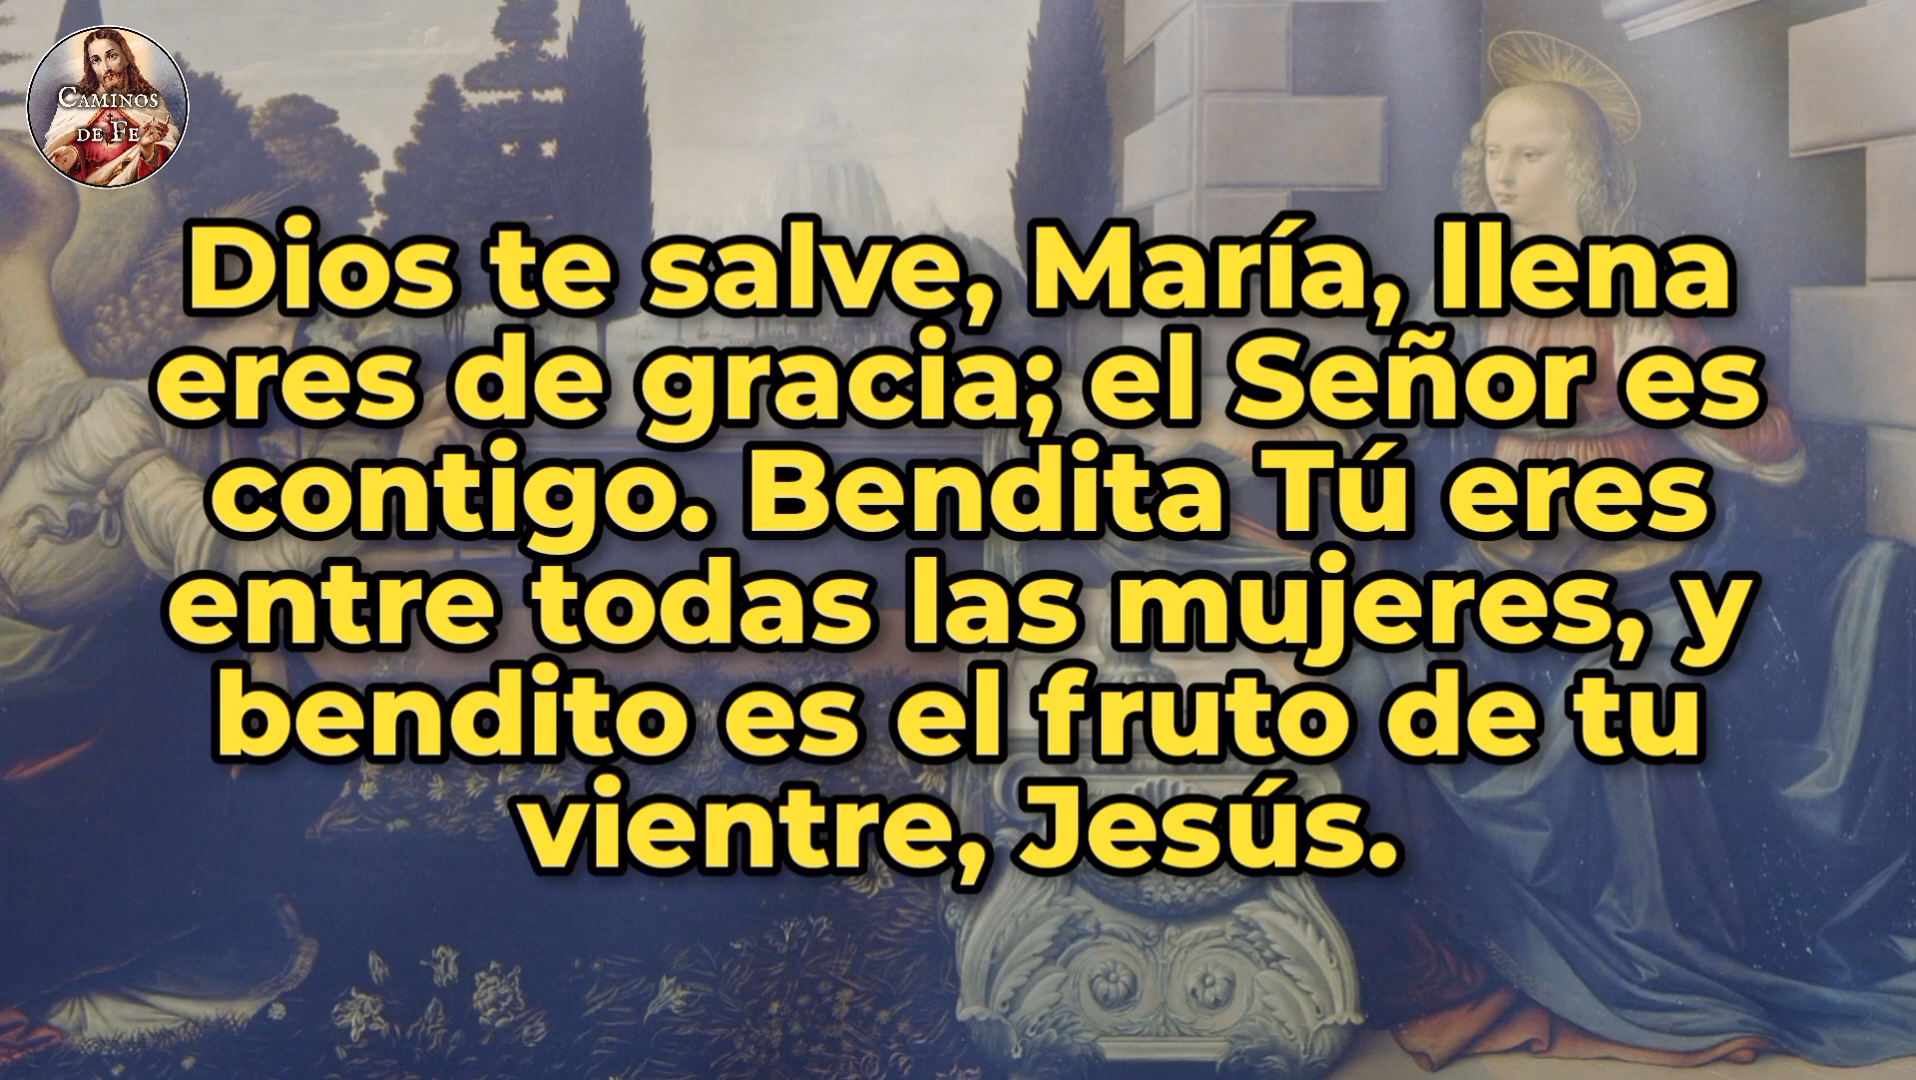 CAMINOS
DE FE
Dios te salve, María, llena
eres de gracia; el Señor es
contigo. Bendita Tú eres
entre todas las mujeres, y
bendito es el fruto de tu
vientre, Jesús.